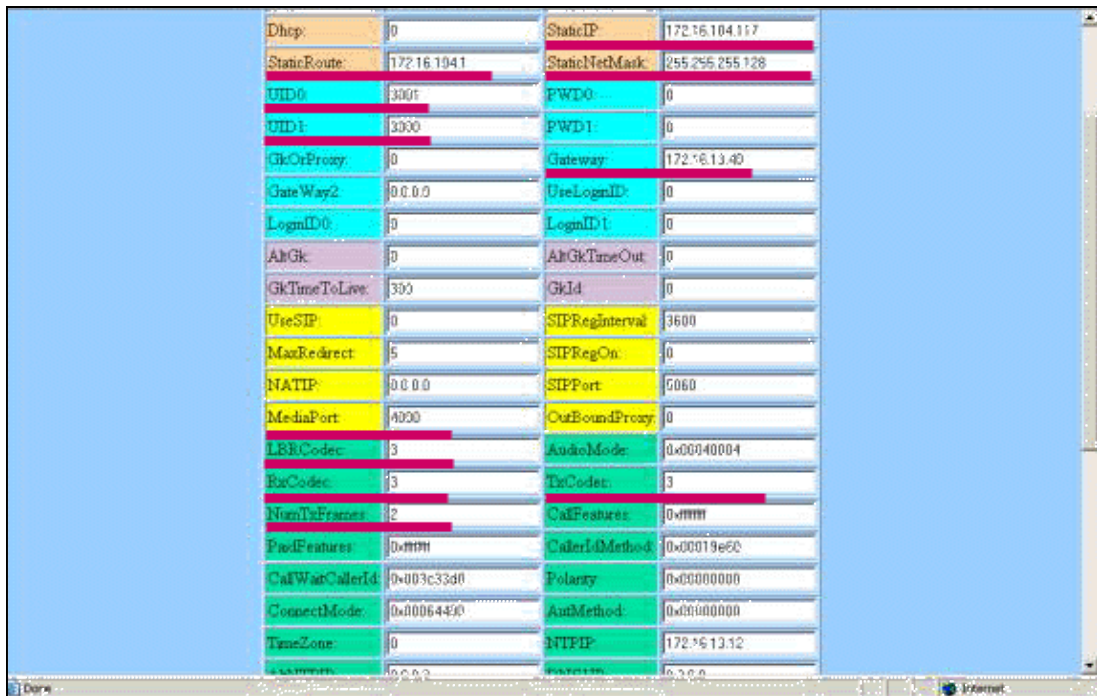 Dhcp: 0 StaticIP: 172.16.104.117
StaticRoute: 172.16.104.1 StaticNetMask: 255.255.255.128
UID0: 3001 PWD0: 0
UID1: 3000 PWD1: 0
GkOrProxy: 0 Gateway: 172.16.13.40
GateWay2: 0.0.0.0 UseLoginID: 0
LoginID0: 0 LoginID1: 0
AltGk: 0 AltGkTimeOut: 0
GkTimeToLive: 300 GkId: 0
UseSIP: 0 SIPRegInterval: 3600
MaxRedirect: 5 SIPRegOn: 0
NATIP: 0.0.0.0 SIPPort: 5060
MediaPort: 4000 OutBoundProxy: 0
LBRCodec: 3 AudioMode: 0x00040004
RxCodec: 3 TxCodec: 3
NumTxFrames: 2 CallFeatures: 0xffffffff
PaidFeatures: 0xffffffff CallerIdMethod: 0x00019e60
CallWaitCallerId: 0x003c33d0 Polarity: 0x00000000
ConnectMode: 0x00064400 AutMethod: 0x00000000
TimeZone: 0 NTPIP: 172.16.13.12
Done Internet